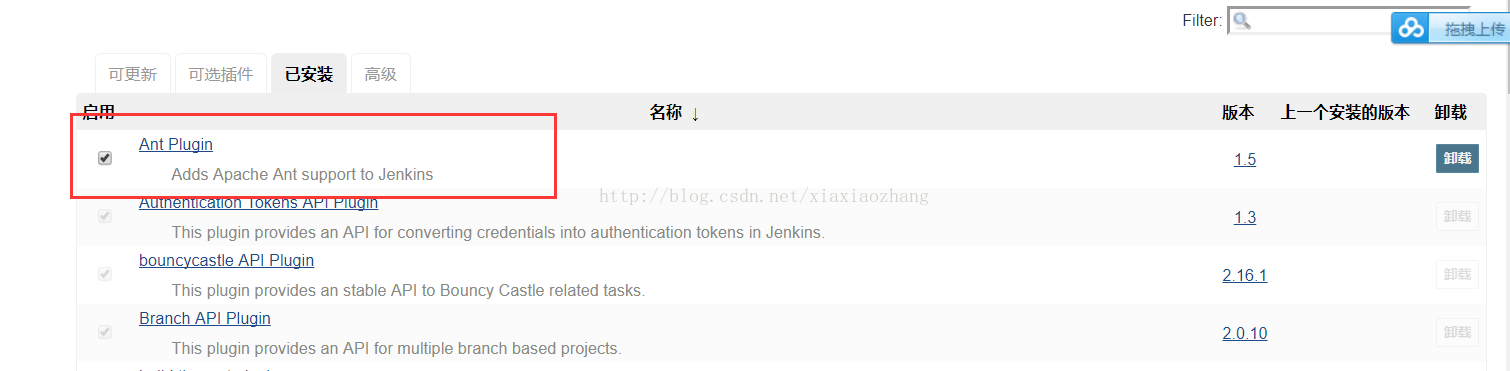 Filter:
拖拽上传
可更新 可选插件 已安装 高级
启用 名称 ↓ 版本 上一个安装的版本 卸载
Ant Plugin
Adds Apache Ant support to Jenkins
1.5 卸载
http://blog.csdn.net/xiaxiaozhang
Authentication Tokens API Plugin
This plugin provides an API for converting credentials into authentication tokens in Jenkins.
1.3 卸载
bouncycastle API Plugin
This plugin provides an stable API to Bouncy Castle related tasks.
2.16.1 卸载
Branch API Plugin
This plugin provides an API for multiple branch based projects.
2.0.10 卸载